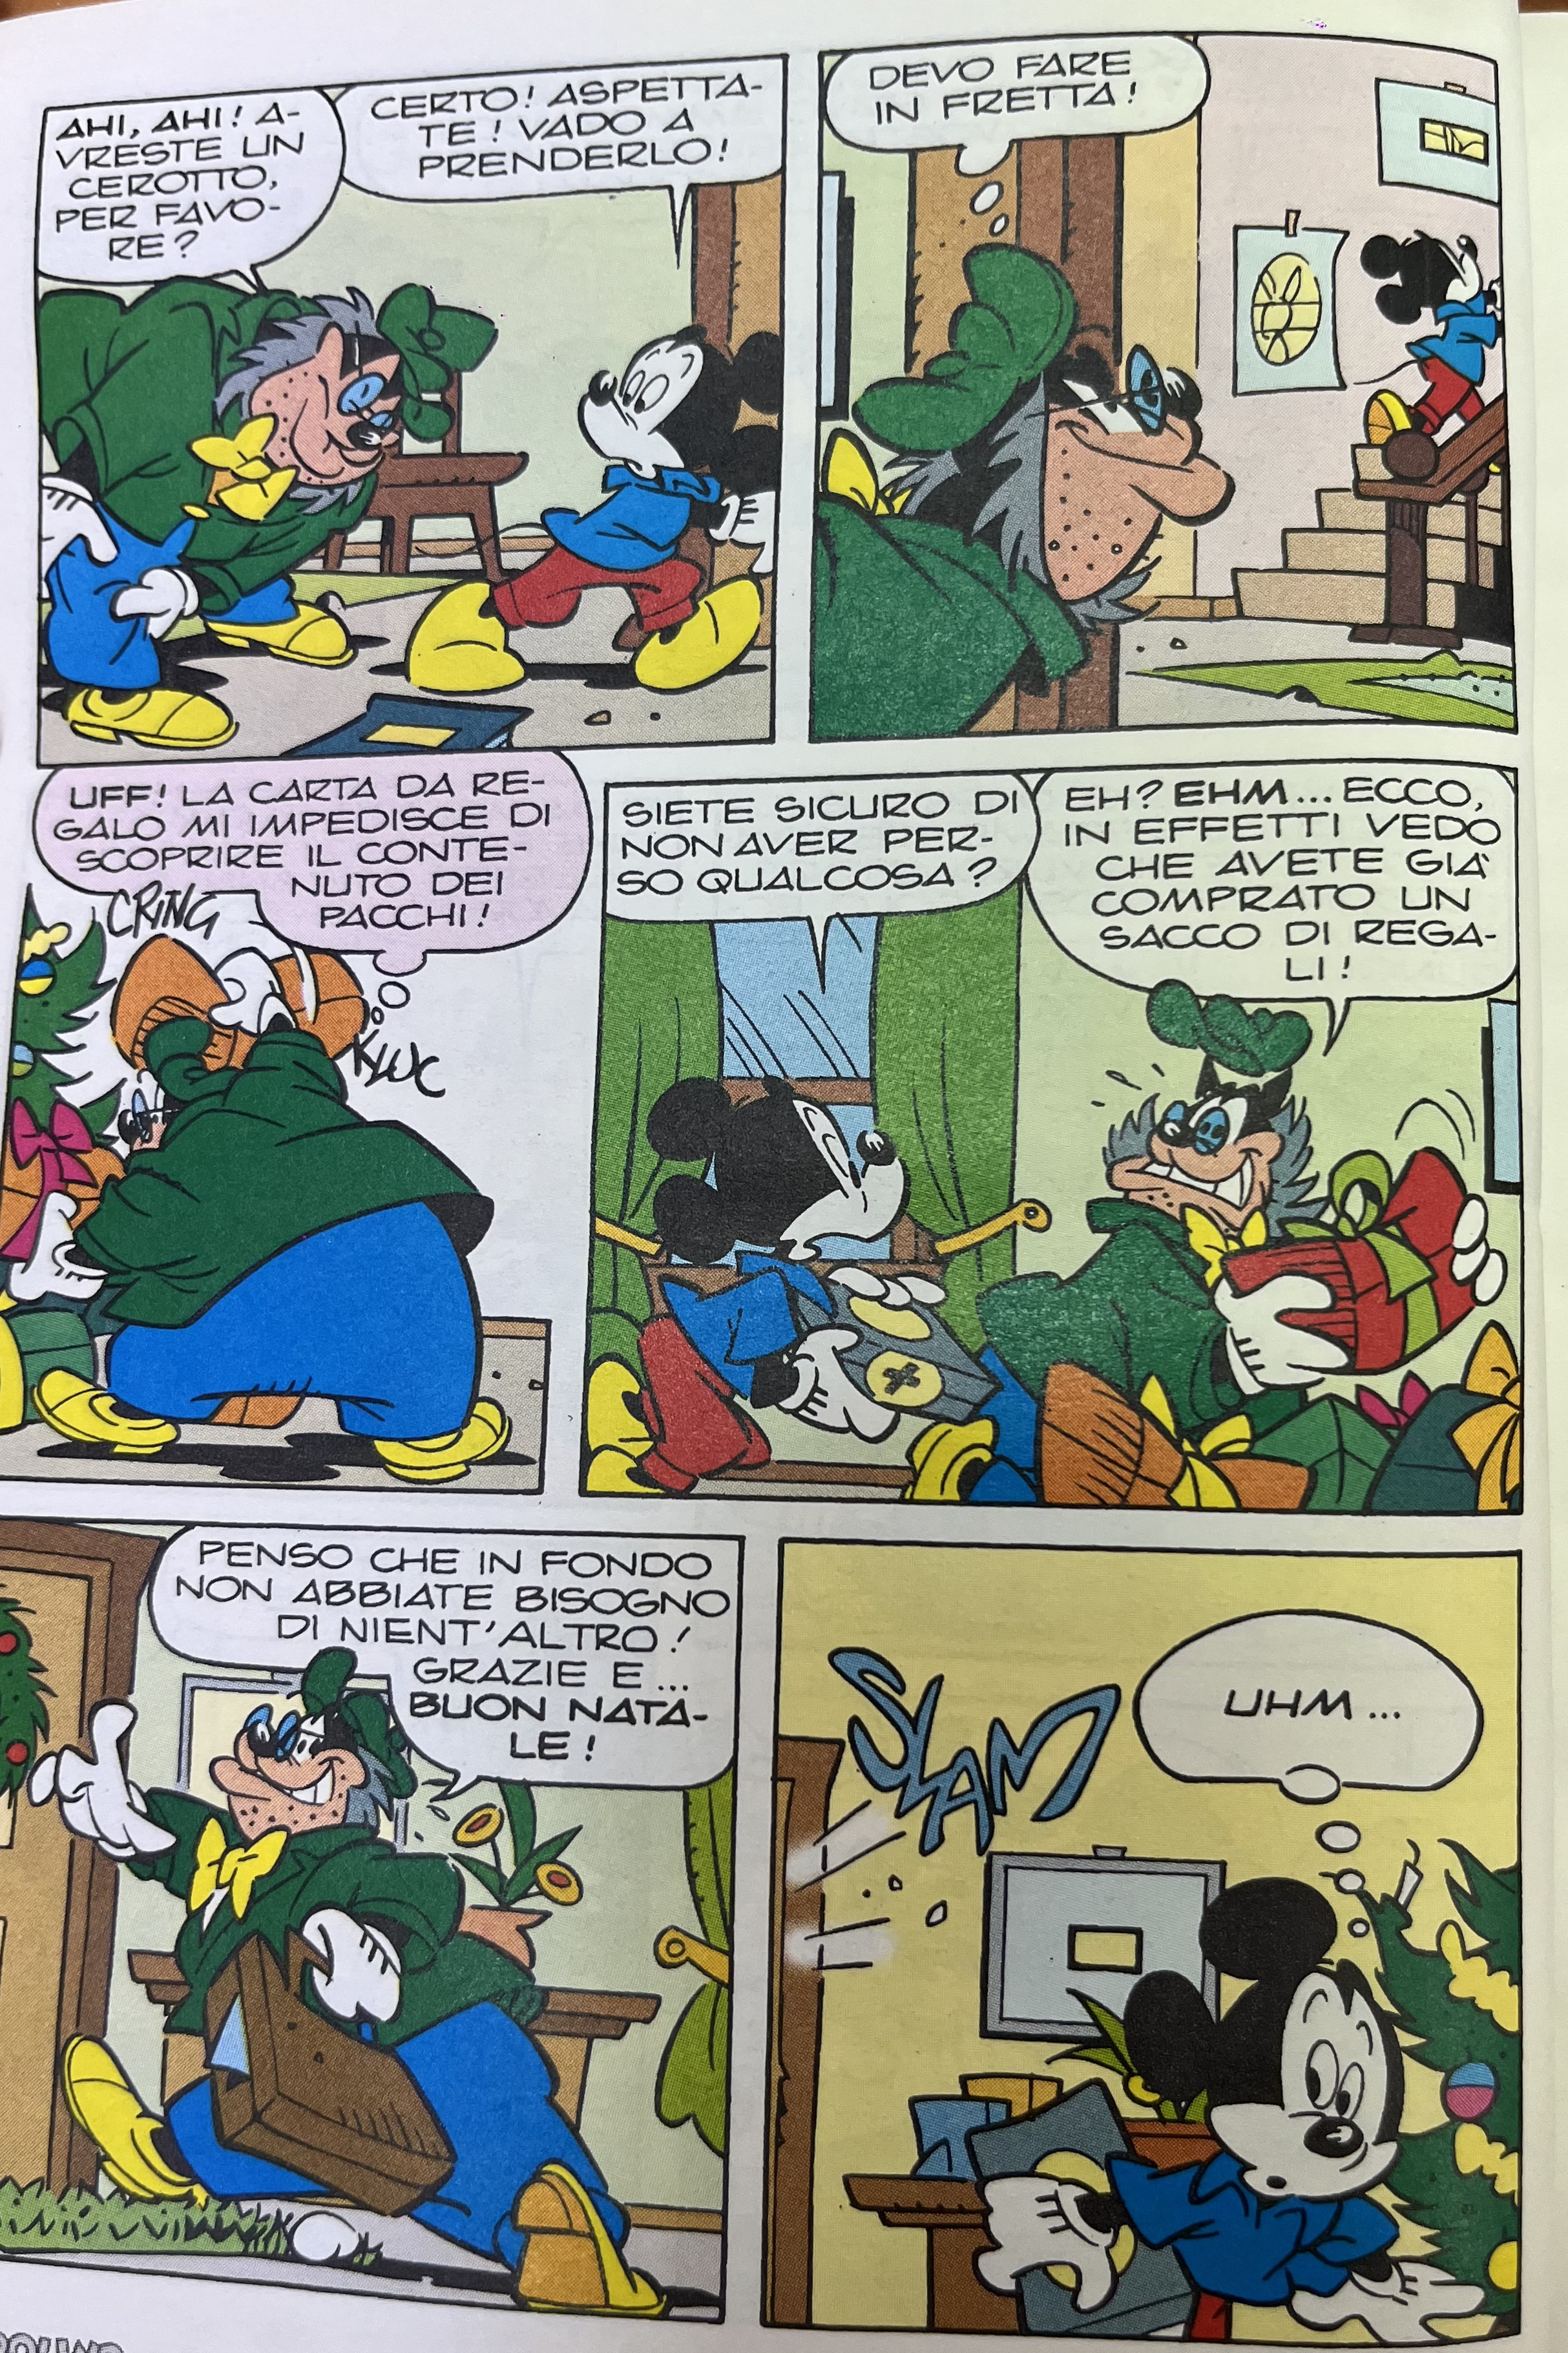 AHI, AHI! A-
VRESTE UN
CEROTTO,
PER FAVO-
RE?
CERTO! ASPETTA-
TE! VADO A
PRENDERLO!
DEVO FARE
IN FRETTA!
UFF! LA CARTA DA RE-
GALO MI IMPEDISCE DI
SCOPRIRE IL CONTE-
NUTO DEI
PACCHI!
CRING
KLUC
SIETE SICURO DI
NON AVER PER-
SO QUALCOSA?
EH? EHM... ECCO,
IN EFFETTI VEDO
CHE AVETE GIÀ
COMPRATO UN
SACCO DI REGA-
LI!
PENSO CHE IN FONDO
NON ABBIATE BISOGNO
DI NIENT'ALTRO!
GRAZIE E...
BUON NATA-
LE!
SLAM
UHM...